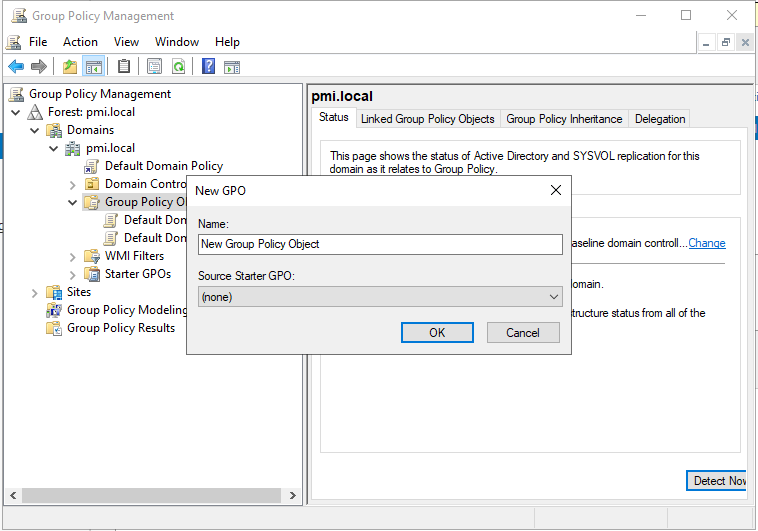 Group Policy Management
File Action View Window Help
Group Policy Management
Forest: pmi.local
Domains
pmi.local
Default Domain Policy
Domain Contro
Group Policy O
Default Dom
Default Dom
WMI Filters
Starter GPOs
Sites
Group Policy Modeling
Group Policy Results
pmi.local
Status Linked Group Policy Objects Group Policy Inheritance Delegation
This page shows the status of Active Directory and SYSVOL replication for this
domain as it relates to Group Policy.
aseline domain controll... Change
omain.
structure status from all of the
Detect Now
New GPO
Name:
New Group Policy Object
Source Starter GPO:
(none)
OK Cancel